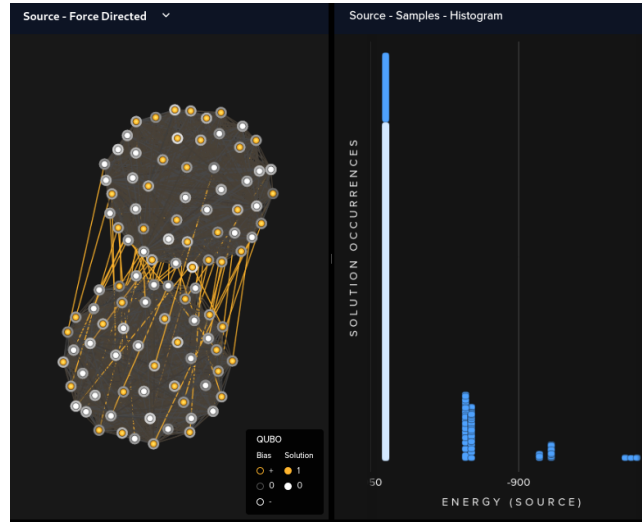 Source - Force Directed
Source - Samples - Histogram
SOLUTION OCCURRENCES
QUBO
Bias Solution
+ 1
0 0
-
50 -900
ENERGY (SOURCE)